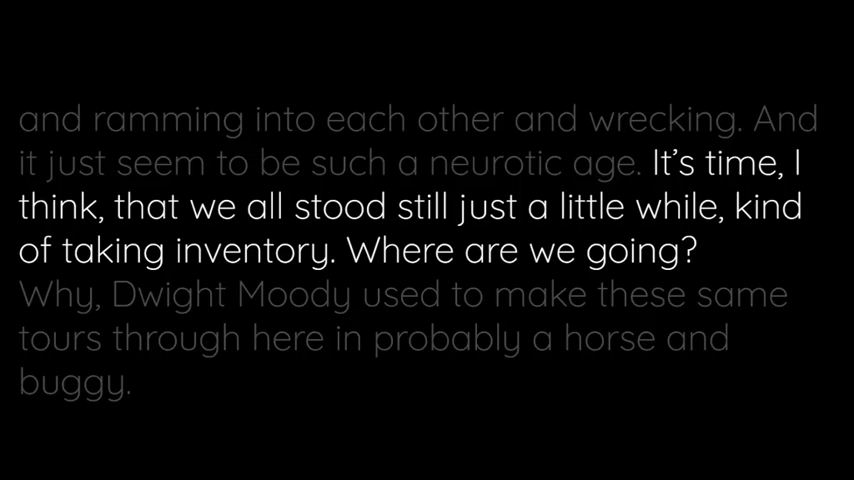 and ramming into each other and wrecking. And
it just seem to be such a neurotic age. It’s time, I
think, that we all stood still just a little while, kind
of taking inventory. Where are we going?
Why, Dwight Moody used to make these same
tours through here in probably a horse and
buggy.